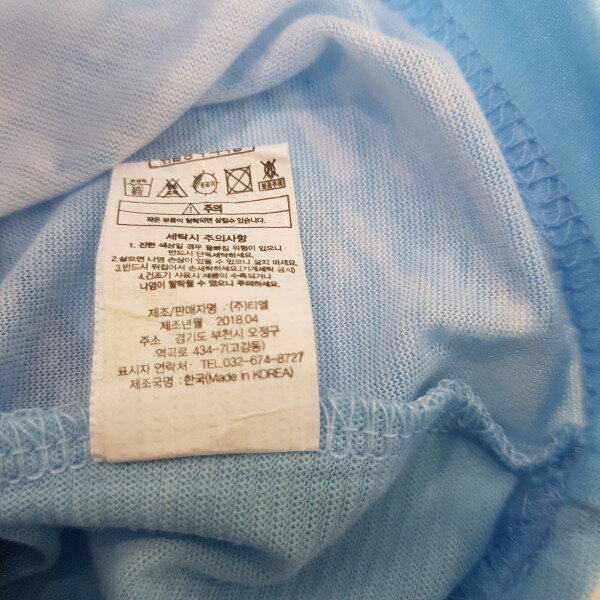 손세탁
옷걸이
⚠ 주의
작은 부품이 탈락되면 삼킬수 있습니다.
세탁시 주의사항
1. 진한 색상일 경우 물빠짐 위험이 있으니
반드시 단독세탁하세요.
2.삶으면 나염 손상이 있을 수 있으니 삶지 마세요.
3.반드시 뒤집어서 손세탁하세요.(기계세탁 금지)
4.건조기 사용시 제품이 수축되거나
나염이 탈락될 수 있으니 주의하세요.
제조/판매자명 : (주)티엘
제조년월 : 2018.04
주소 : 경기도 부천시 오정구
역곡로 434-7(고강동)
표시자 연락처 : TEL.032-674-8727
제조국명 : 한국(Made in KOREA)